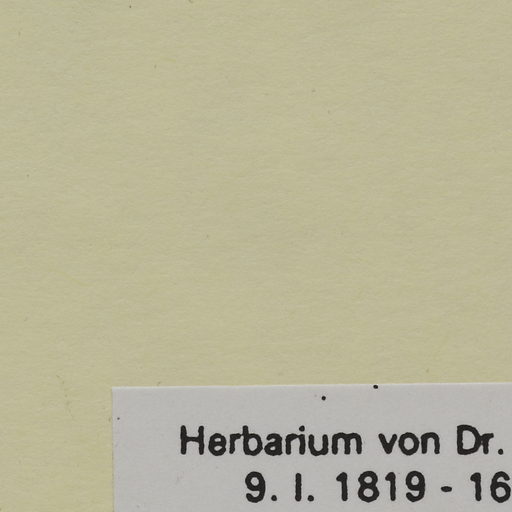 Herbarium von Dr.
9. I. 1819 - 16